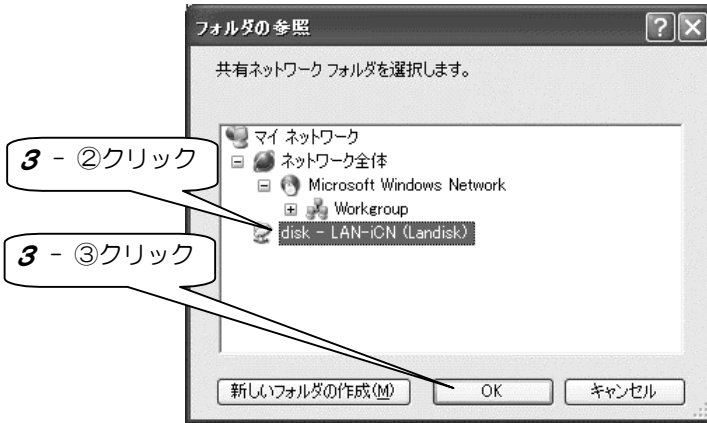 フォルダの参照
共有ネットワーク フォルダを選択します。
マイ ネットワーク
ネットワーク全体
Microsoft Windows Network
Workgroup
disk - LAN-iCN (Landisk)
3 - ②クリック
3 - ③クリック
新しいフォルダの作成(M)
OK
キャンセル